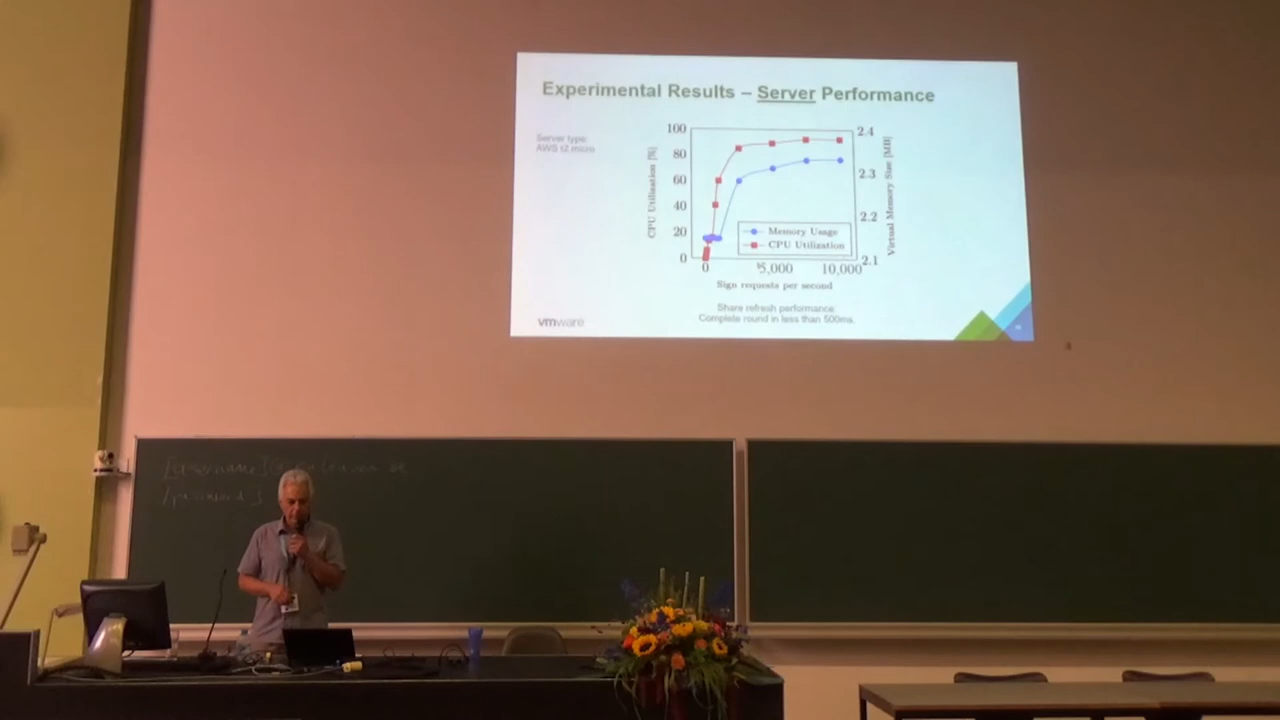 Experimental Results – Server Performance
Server type:
AWS t2.micro
100
80
60
40
20
0
CPU Utilization [%]
2.4
2.3
2.2
2.1
Virtual Memory Size [MB]
Memory Usage
CPU Utilization
0
5,000
10,000
Sign requests per second
Share refresh performance:
Complete round in less than 500ms.
vmware